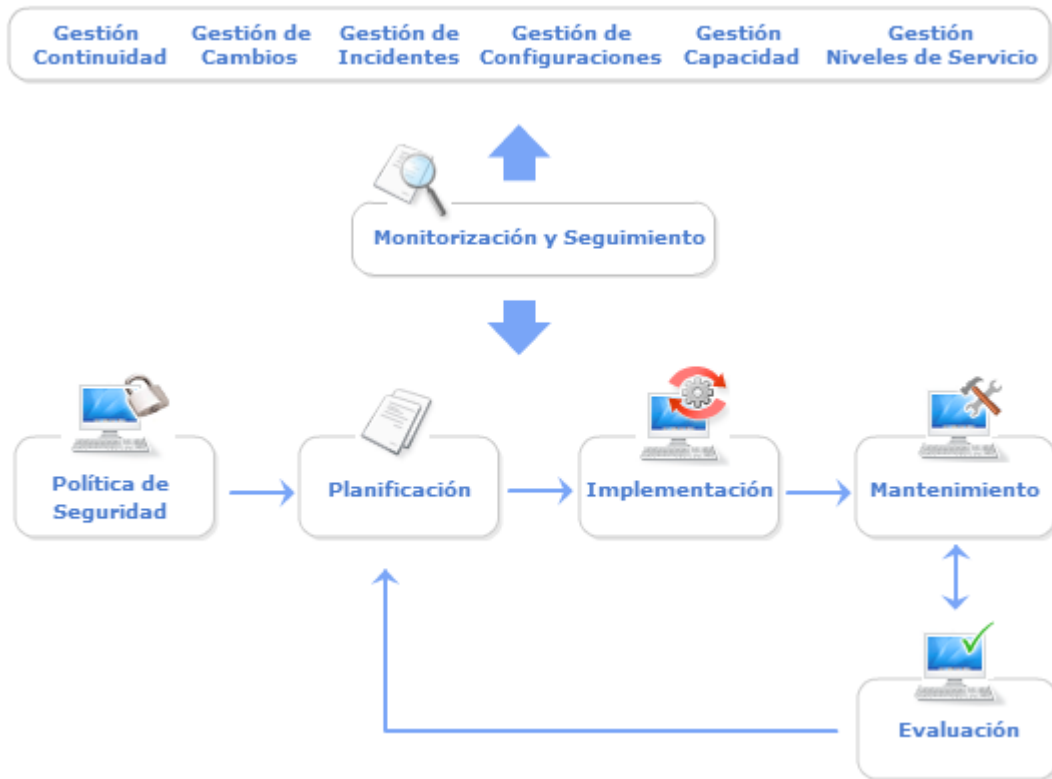 Gestión
Continuidad
Gestión de
Cambios
Gestión de
Incidentes
Gestión de
Configuraciones
Gestión
Capacidad
Gestión
Niveles de Servicio
Monitorización y Seguimiento
Política de
Seguridad
Planificación
Implementación
Mantenimiento
Evaluación